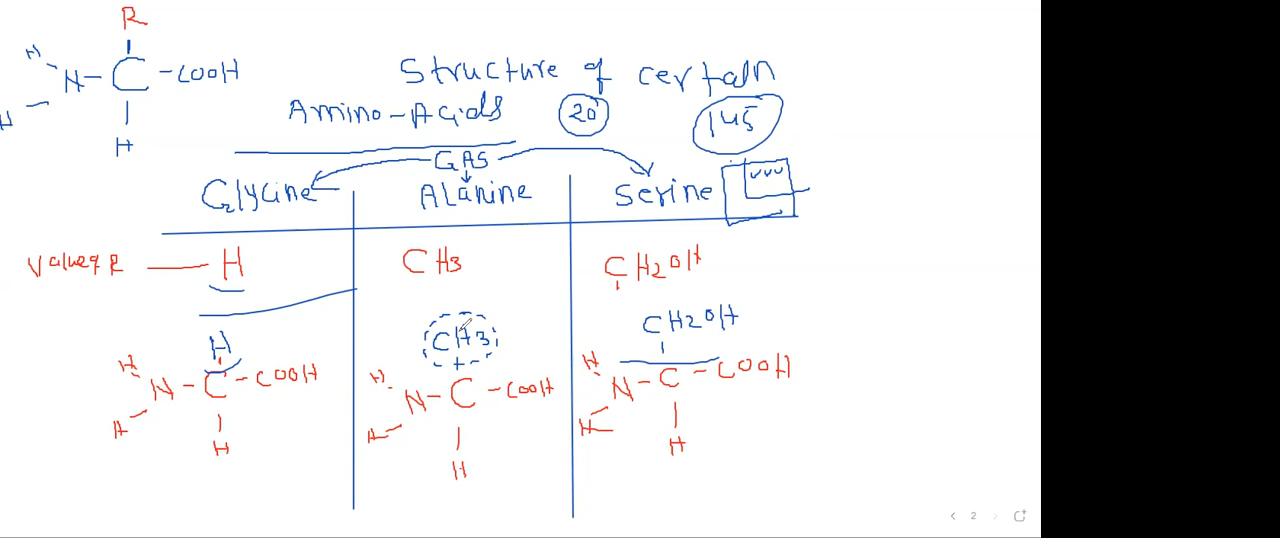 R
H
N - C - COOH
H
H
Structure of certain
Amino-Acids 20 145
GAS
Glycine Alanine Serine
Value of R H CH3 CH2OH
H CH3 CH2OH
H N - C - COOH H N - C - COOH H N - C - COOH
H H H
H H H
2